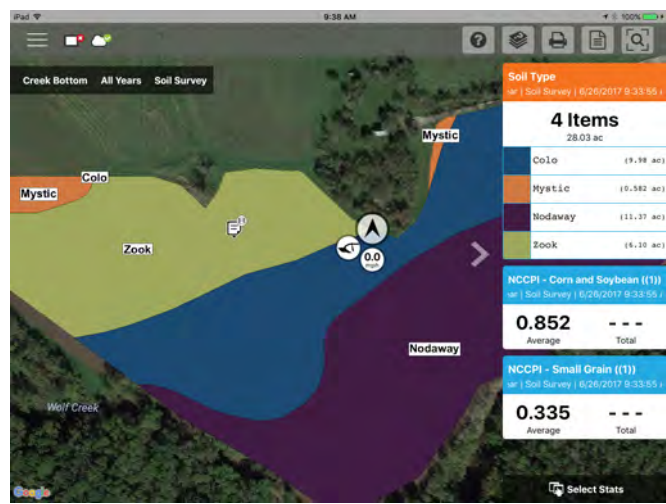 iPad
9:38 AM
100%
Creek Bottom All Years Soil Survey
Soil Type
ar | Soil Survey | 6/26/2017 9:33:55
4 Items
28.03 ac
Colo (9.98 ac)
Mystic (0.582 ac)
Nodaway (11.37 ac)
Zook (6.10 ac)
NCCPI - Corn and Soybean ((1))
ar | Soil Survey | 6/26/2017 9:33:55
0.852 - - -
Average Total
NCCPI - Small Grain ((1))
ar | Soil Survey | 6/26/2017 9:33:55
0.335 - - -
Average Total
Select Stats
Mystic
Colo
Mystic
Zook
0.0
mph
Nodaway
Wolf Creek
Google